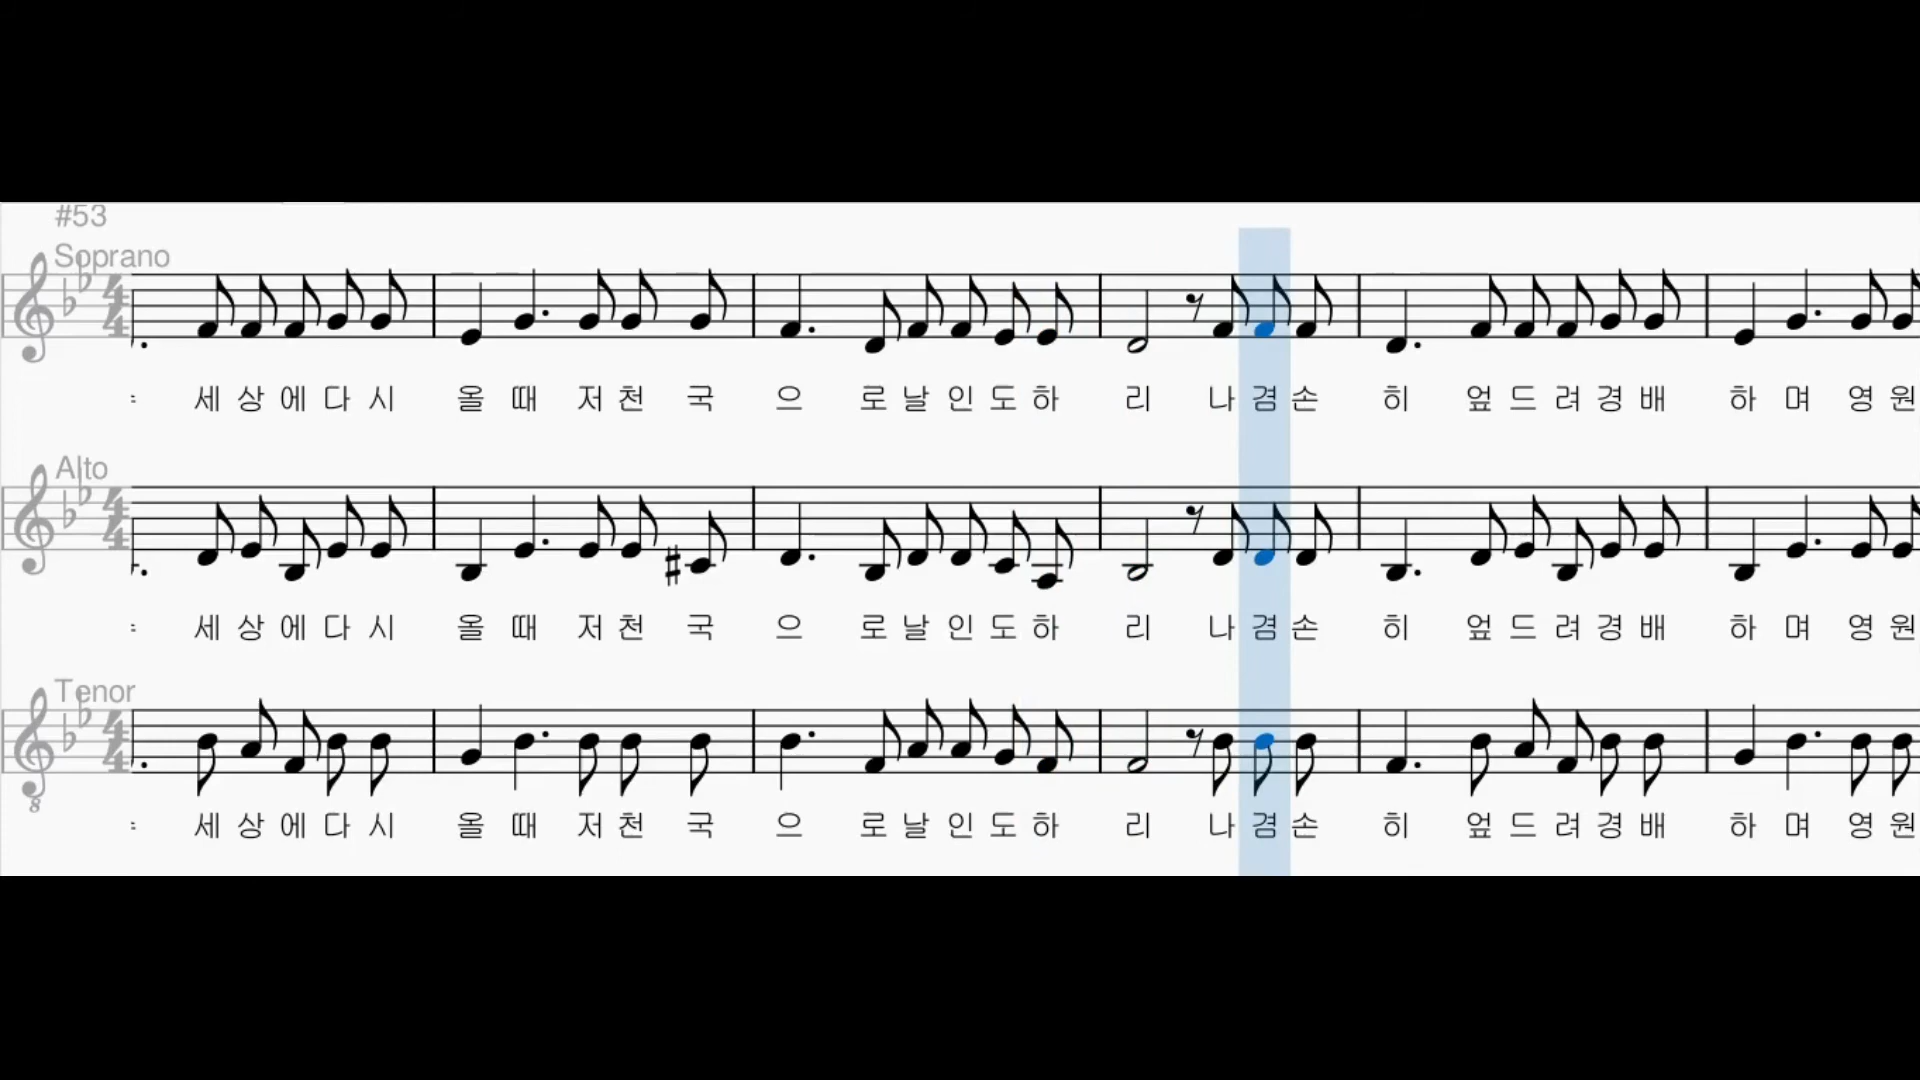 #53
Soprano
세 상 에 다 시 올 때 저 천 국 으 로 날 인 도 하 리 나 겸 손 히 엎 드 려 경 배 하 며 영 원
Alto
세 상 에 다 시 올 때 저 천 국 으 로 날 인 도 하 리 나 겸 손 히 엎 드 려 경 배 하 며 영 원
Tenor
8
세 상 에 다 시 올 때 저 천 국 으 로 날 인 도 하 리 나 겸 손 히 엎 드 려 경 배 하 며 영 원